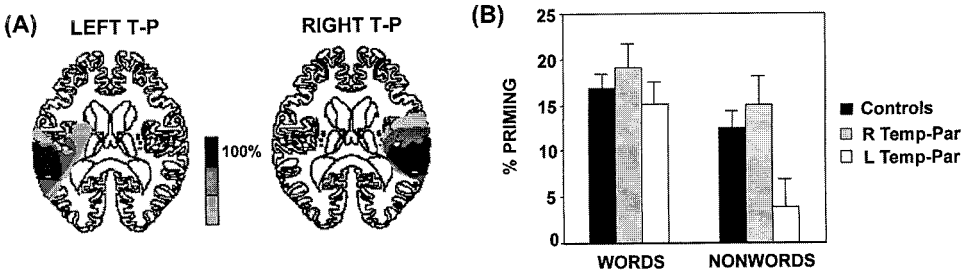 (A)
LEFT T-P
RIGHT T-P
100%
(B)
% PRIMING
25
20
15
10
5
0
WORDS
NONWORDS
Controls
R Temp-Par
L Temp-Par